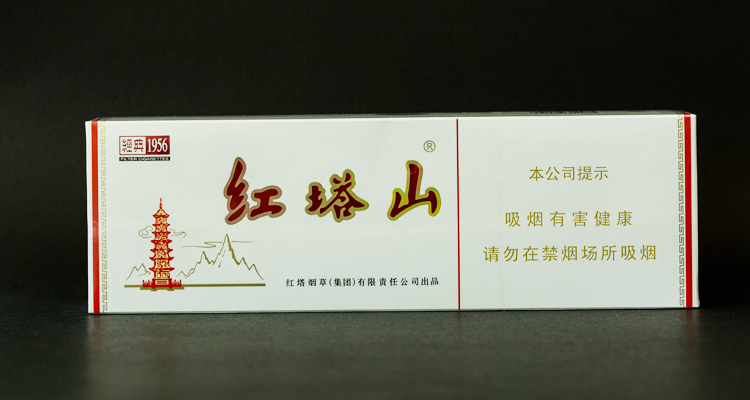 經典 1956
FILTER CIGARETTES
红塔山®
红塔烟草(集团)有限责任公司出品
本公司提示
吸烟有害健康
请勿在禁烟场所吸烟